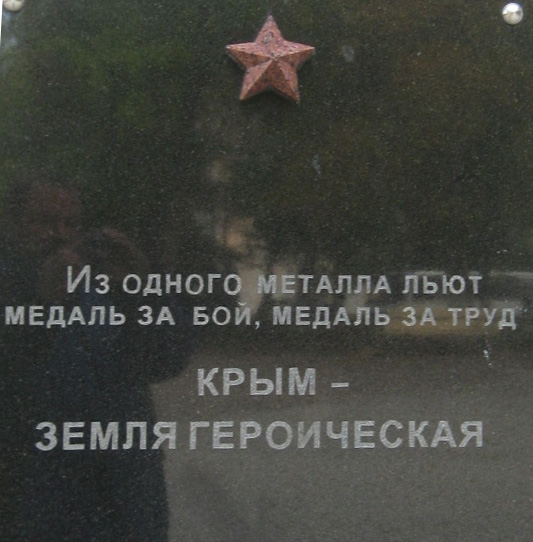 Из одного металла льют
медаль за бой, медаль за труд
КРЫМ –
ЗЕМЛЯ ГЕРОИЧЕСКАЯ